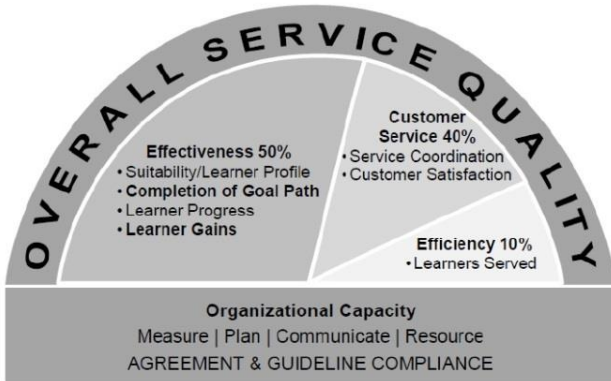 OVERALL SERVICE QUALITY
Effectiveness 50%
• Suitability/Learner Profile
• Completion of Goal Path
• Learner Progress
• Learner Gains
Customer
Service 40%
• Service Coordination
• Customer Satisfaction
Efficiency 10%
• Learners Served
Organizational Capacity
Measure | Plan | Communicate | Resource
AGREEMENT & GUIDELINE COMPLIANCE